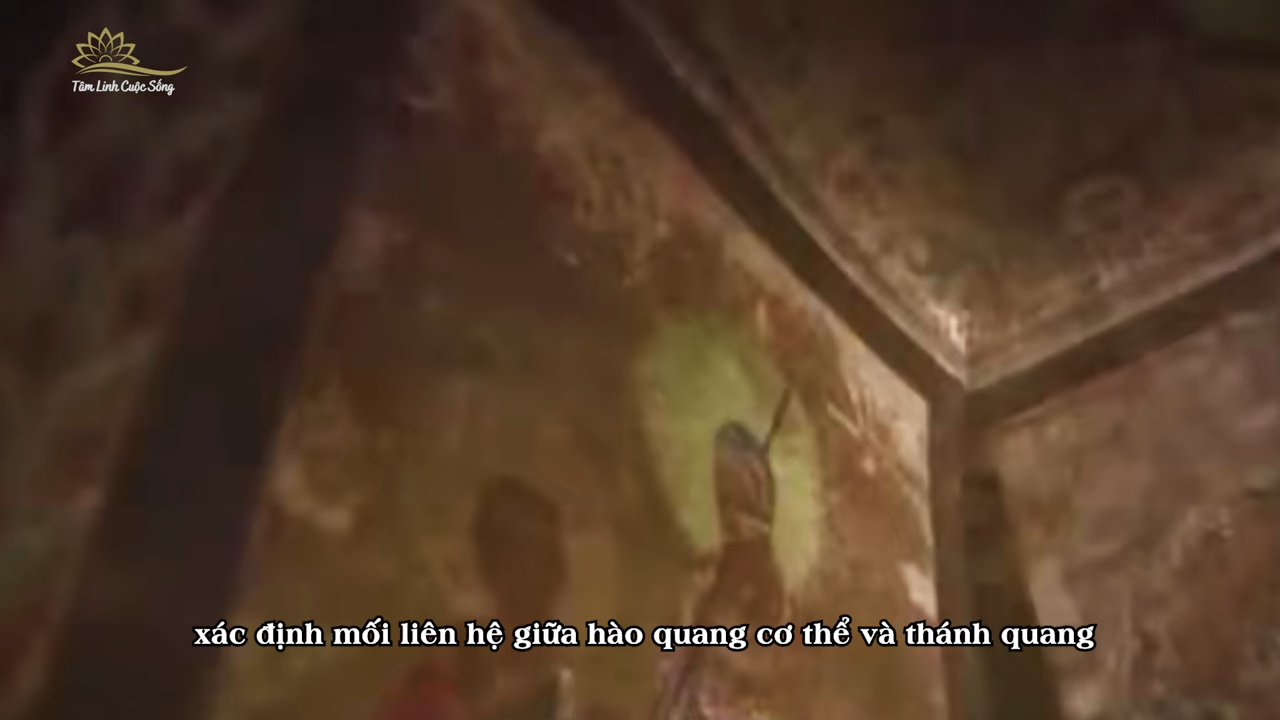 Tâm Linh Cuộc Sống
xác định mối liên hệ giữa hào quang cơ thể và thánh quang